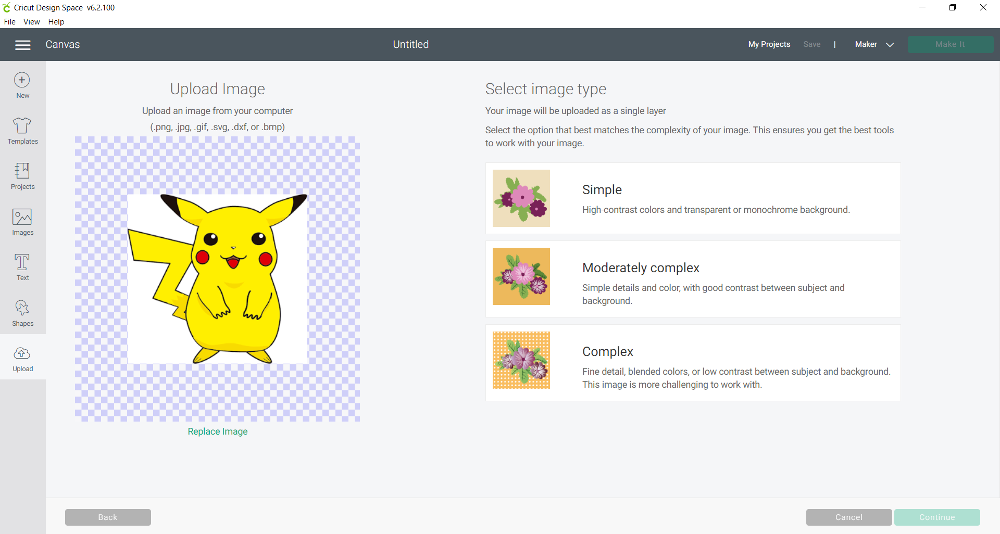 Cricut Design Space v6.2.100
File View Help
Canvas
Untitled
My Projects Save | Maker Make It
New
Templates
Projects
Images
Text
Shapes
Upload
Upload Image
Upload an image from your computer
(.png, .jpg, .gif, .svg, .dxf, or .bmp)
Replace Image
Select image type
Your image will be uploaded as a single layer
Select the option that best matches the complexity of your image. This ensures you get the best tools
to work with your image.
Simple
High-contrast colors and transparent or monochrome background.
Moderately complex
Simple details and color, with good contrast between subject and
background.
Complex
Fine detail, blended colors, or low contrast between subject and background.
This image is more challenging to work with.
Back
Cancel
Continue